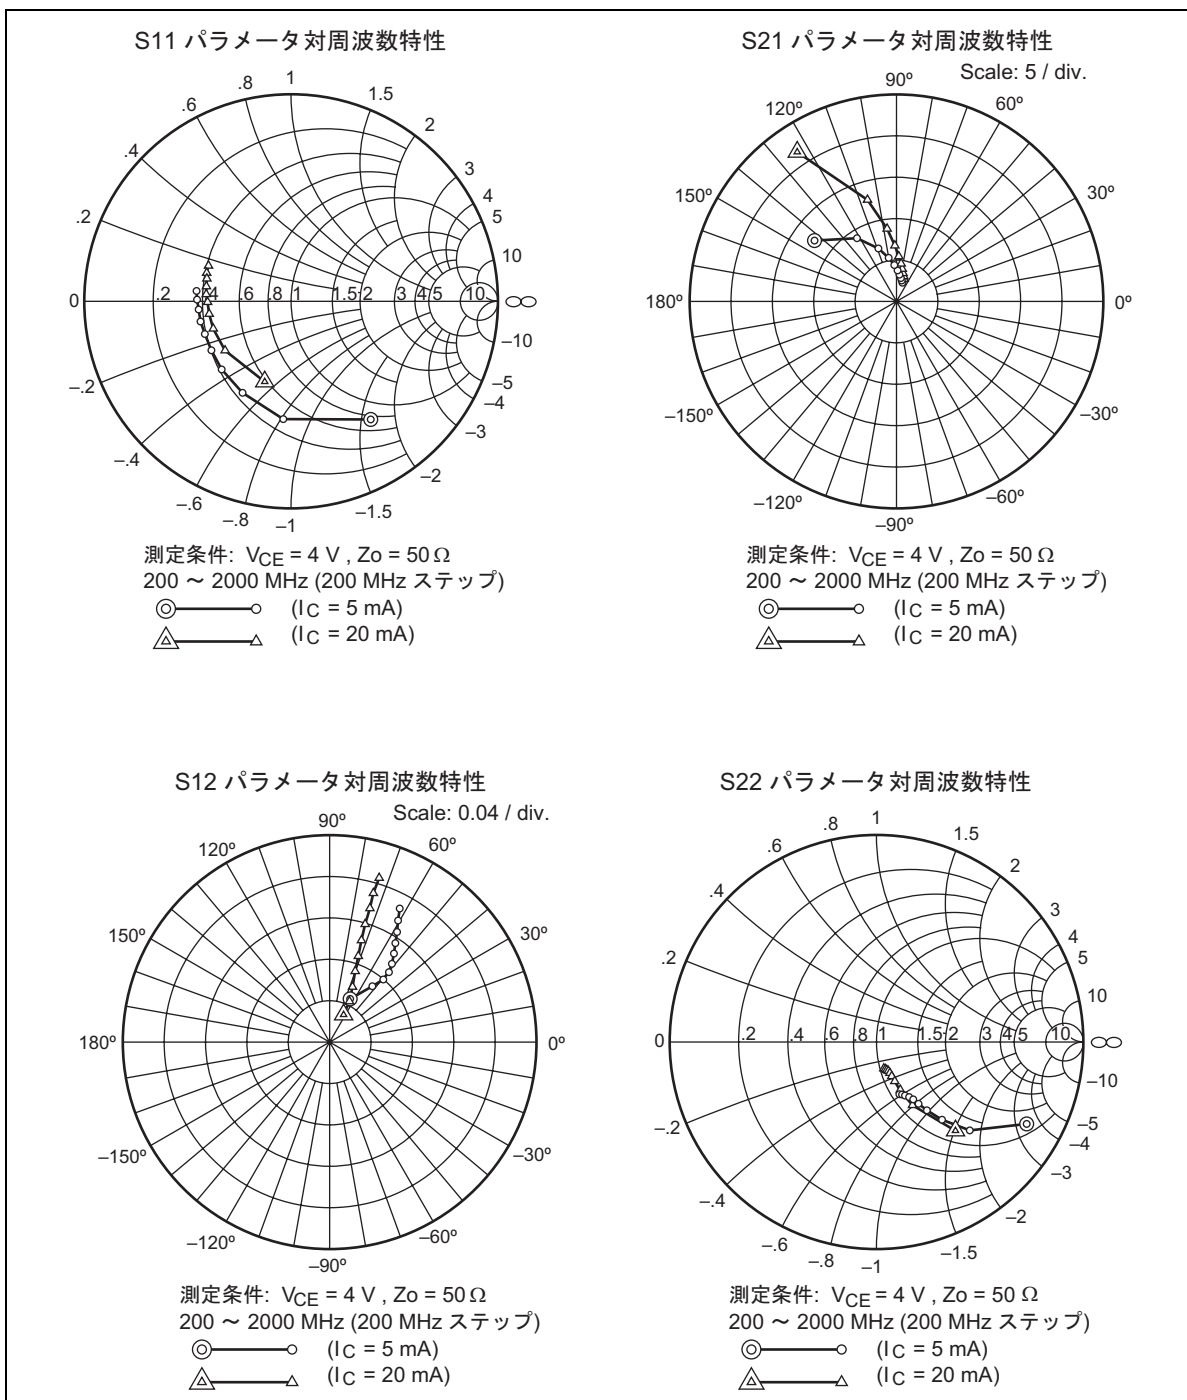 S11 パラメータ対周波数特性
.2
.4
.6
.8
1
1.5
2
3
4
5
10
0
.2
.4
.6
.8
1
1.5
2
3
4
5
10
∞
–10
–5
–4
–3
–2
–1.5
–1
–.8
–.6
–.4
–.2
測定条件: VCE = 4 V , Zo = 50 Ω
200 ~ 2000 MHz (200 MHz ステップ)
(IC = 5 mA)
(IC = 20 mA)
S21 パラメータ対周波数特性
Scale: 5 / div.
90º
120º
60º
150º
30º
180º
0º
–150º
–30º
–120º
–60º
–90º
測定条件: VCE = 4 V , Zo = 50 Ω
200 ~ 2000 MHz (200 MHz ステップ)
(IC = 5 mA)
(IC = 20 mA)
S12 パラメータ対周波数特性
Scale: 0.04 / div.
90º
120º
60º
150º
30º
180º
0º
–150º
–30º
–120º
–60º
–90º
測定条件: VCE = 4 V , Zo = 50 Ω
200 ~ 2000 MHz (200 MHz ステップ)
(IC = 5 mA)
(IC = 20 mA)
S22 パラメータ対周波数特性
.2
.4
.6
.8
1
1.5
2
3
4
5
10
0
.2
.4
.6
.8
1
1.5
2
3
4
5
10
∞
–10
–5
–4
–3
–2
–1.5
–1
–.8
–.6
–.4
–.2
測定条件: VCE = 4 V , Zo = 50 Ω
200 ~ 2000 MHz (200 MHz ステップ)
(IC = 5 mA)
(IC = 20 mA)